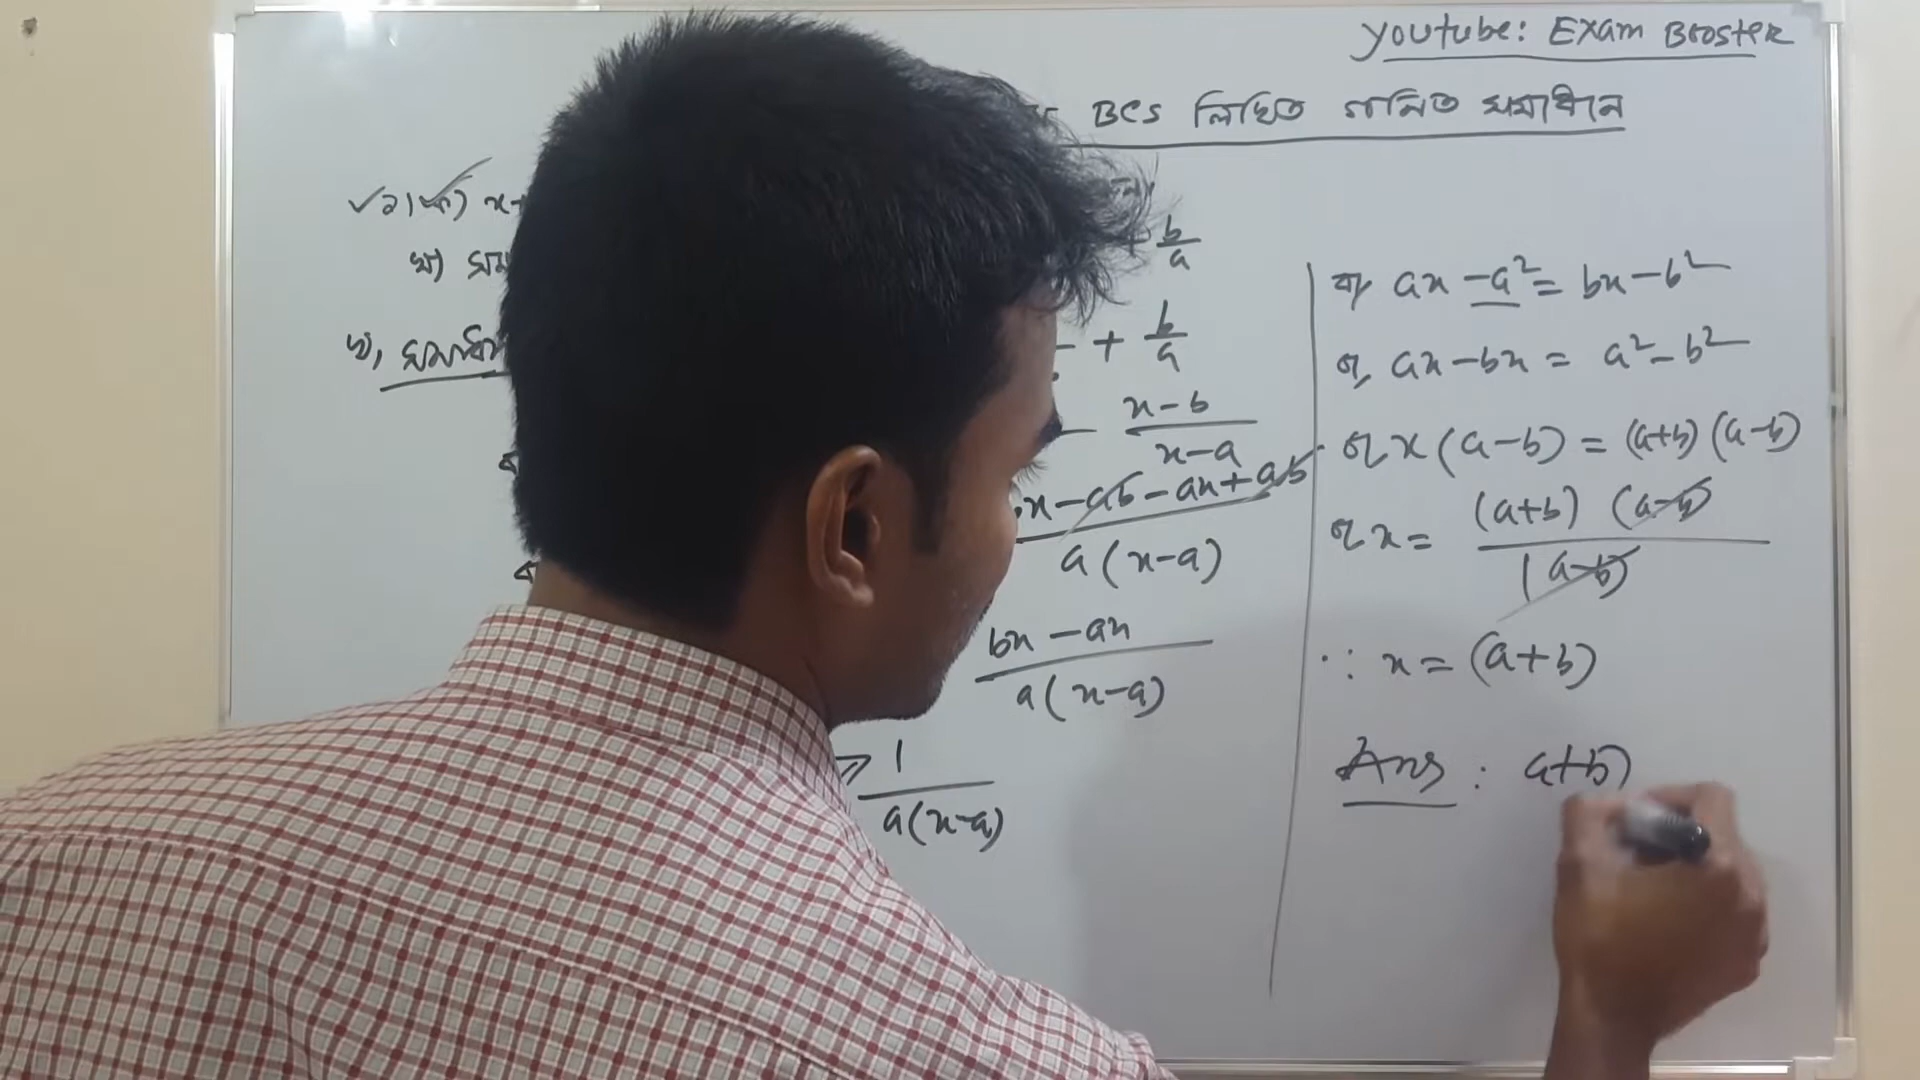 youtube: Exam Broster
BCS লিখিত গনিত সমাধান
২।ক) x+
খ) সম
+ b/a
খ, সমাধা
+ b/a
- (x-b)/(x-a)
x-ab-ax+ab
a(x-a)
bx-ax
a(x-a)
⇒ 1
a(x-a)
বা, ax-a²= bx-b²
বা, ax-bx= a²-b²
বা x(a-b)=(a+b)(a-b)
বা x= (a+b) (a-b)
(a-b)
∴ x=(a+b)
Ans: a+b